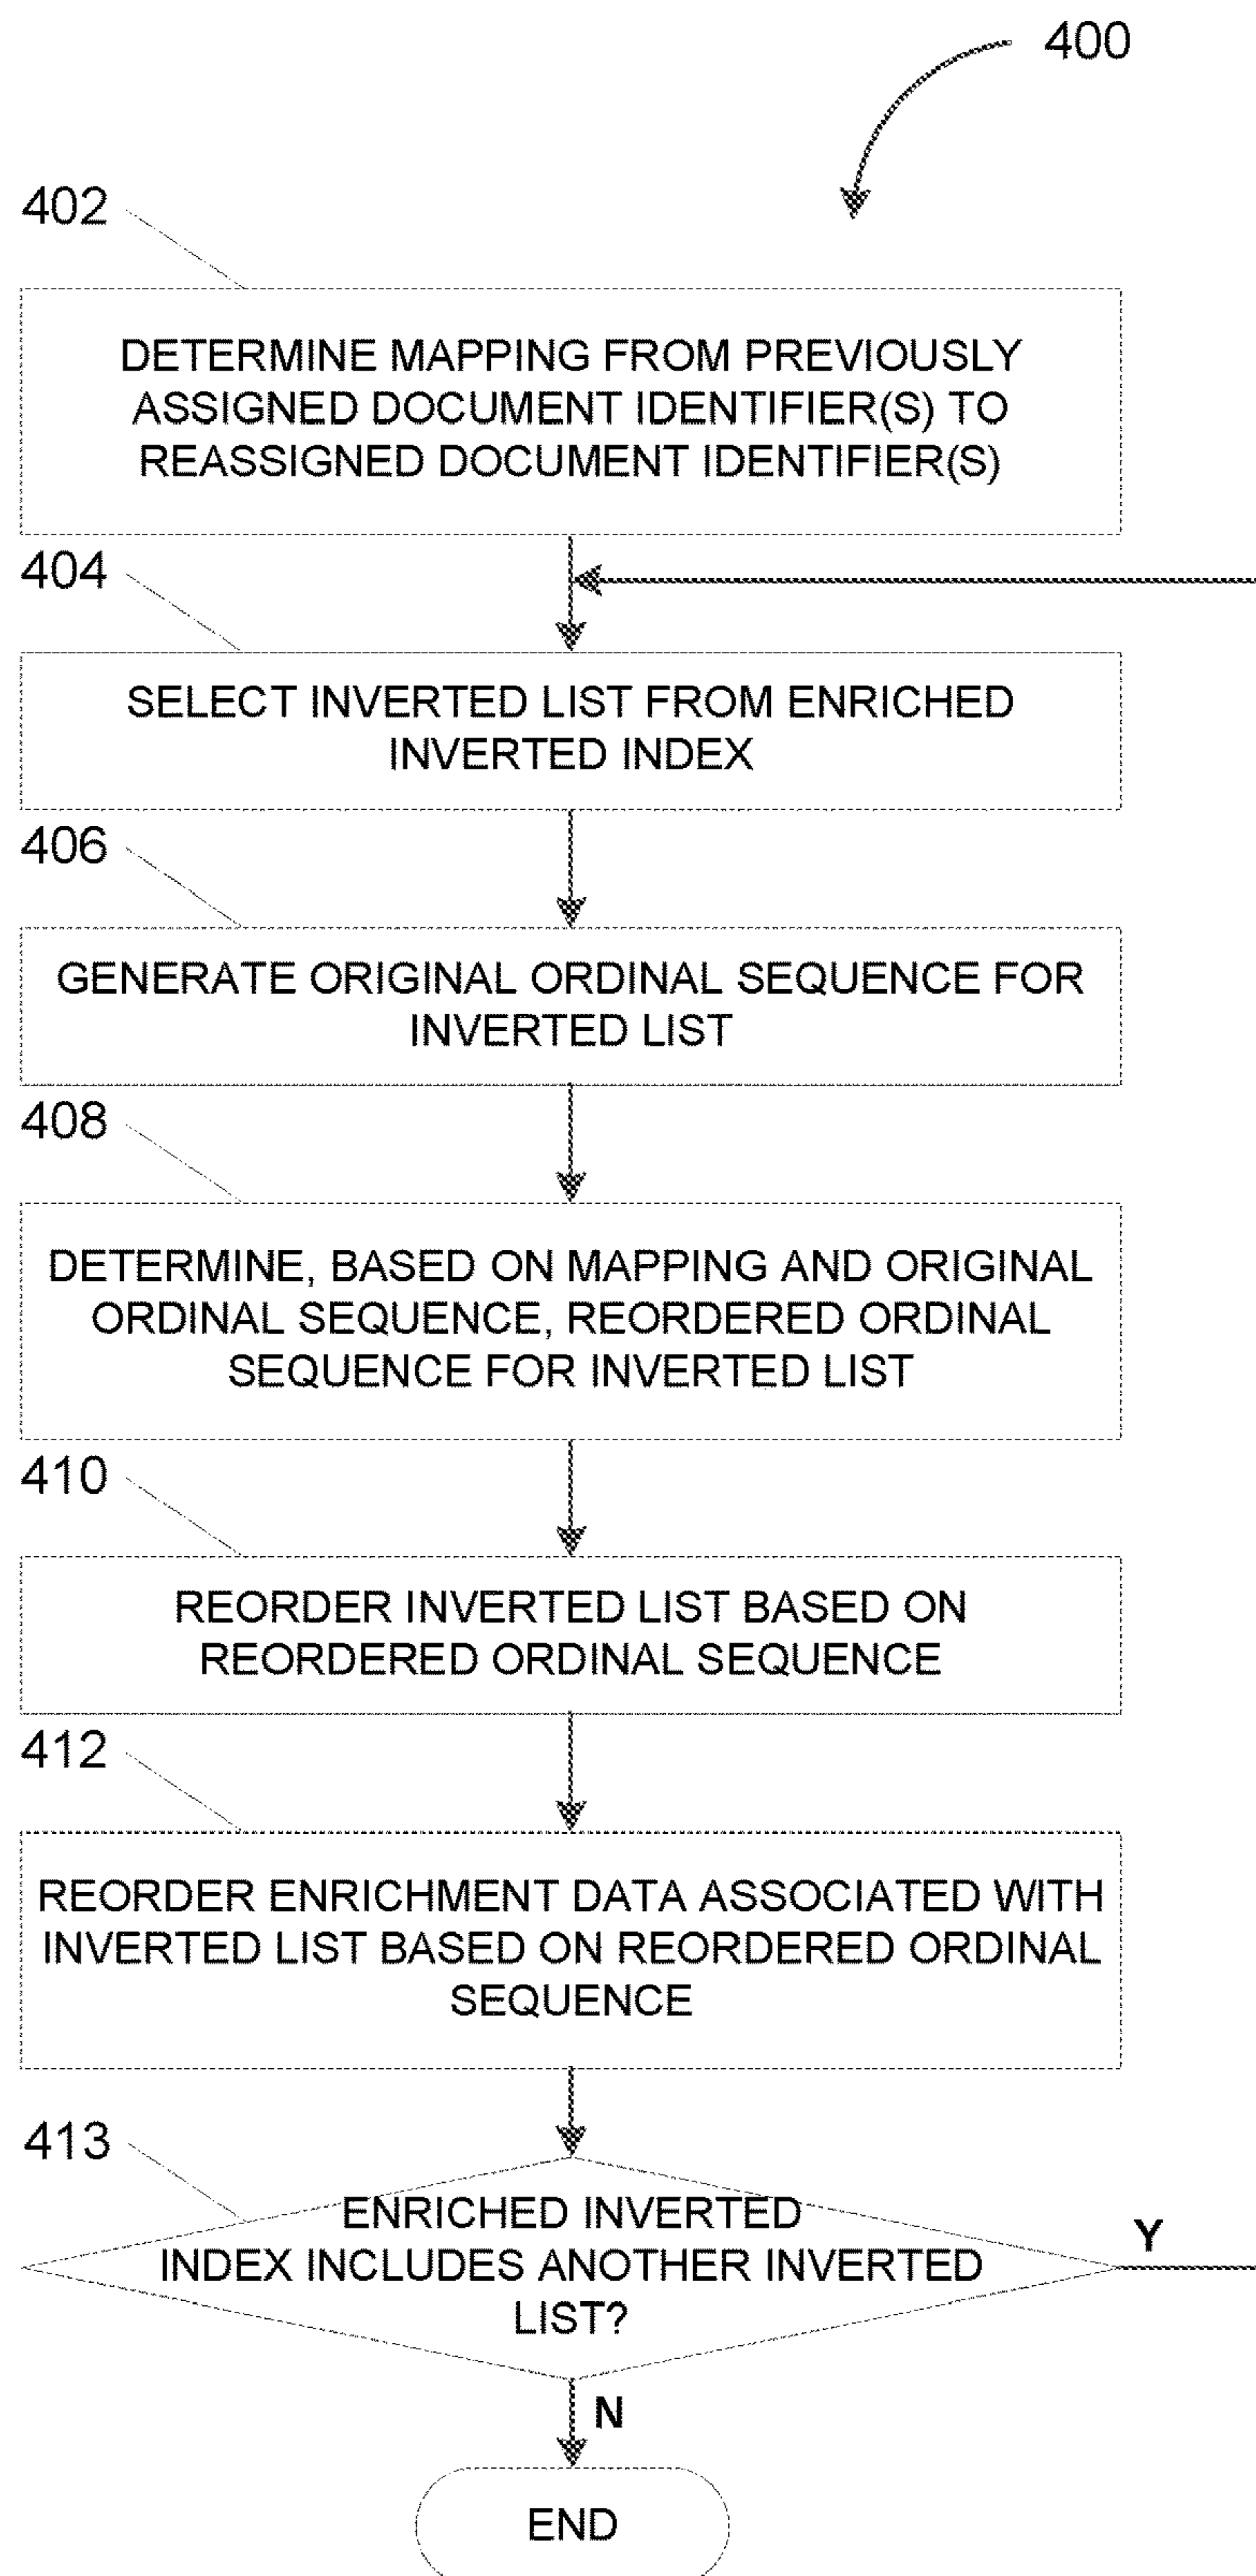 400
402
DETERMINE MAPPING FROM PREVIOUSLY
ASSIGNED DOCUMENT IDENTIFIER(S) TO
REASSIGNED DOCUMENT IDENTIFIER(S)
404
SELECT INVERTED LIST FROM ENRICHED
INVERTED INDEX
406
GENERATE ORIGINAL ORDINAL SEQUENCE FOR
INVERTED LIST
408
DETERMINE, BASED ON MAPPING AND ORIGINAL
ORDINAL SEQUENCE, REORDERED ORDINAL
SEQUENCE FOR INVERTED LIST
410
REORDER INVERTED LIST BASED ON
REORDERED ORDINAL SEQUENCE
412
REORDER ENRICHMENT DATA ASSOCIATED WITH
INVERTED LIST BASED ON REORDERED ORDINAL
SEQUENCE
413
ENRICHED INVERTED
INDEX INCLUDES ANOTHER INVERTED
LIST?
Y
N
END